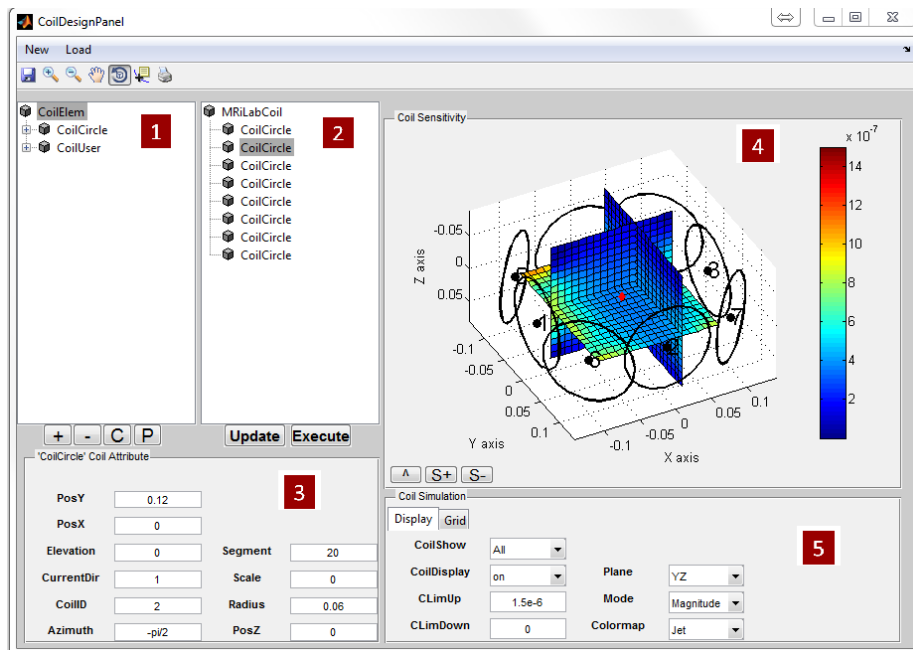 CoilDesignPanel
New Load
CoilElem
CoilCircle
CoilUser
1
MRiLabCoil
CoilCircle
CoilCircle
CoilCircle
CoilCircle
CoilCircle
CoilCircle
CoilCircle
CoilCircle
2
+ - C P
Update Execute
'CoilCircle' Coil Attribute
3
PosY 0.12
PosX 0
Elevation 0 Segment 20
CurrentDir 1 Scale 0
CoilID 2 Radius 0.06
Azimuth -pi/2 PosZ 0
Coil Sensitivity
4
x 10-7
14
12
10
8
6
4
2
Z axis
-0.05
0
0.05
-0.1
-0.05
0
0.05
0.1
Y axis
-0.1
-0.05
0
0.05
0.1
X axis
1
3
7
6
^ S+ S-
Coil Simulation
Display Grid
5
CoilShow All
CoilDisplay on Plane YZ
CLimUp 1.5e-6 Mode Magnitude
CLimDown 0 Colormap Jet